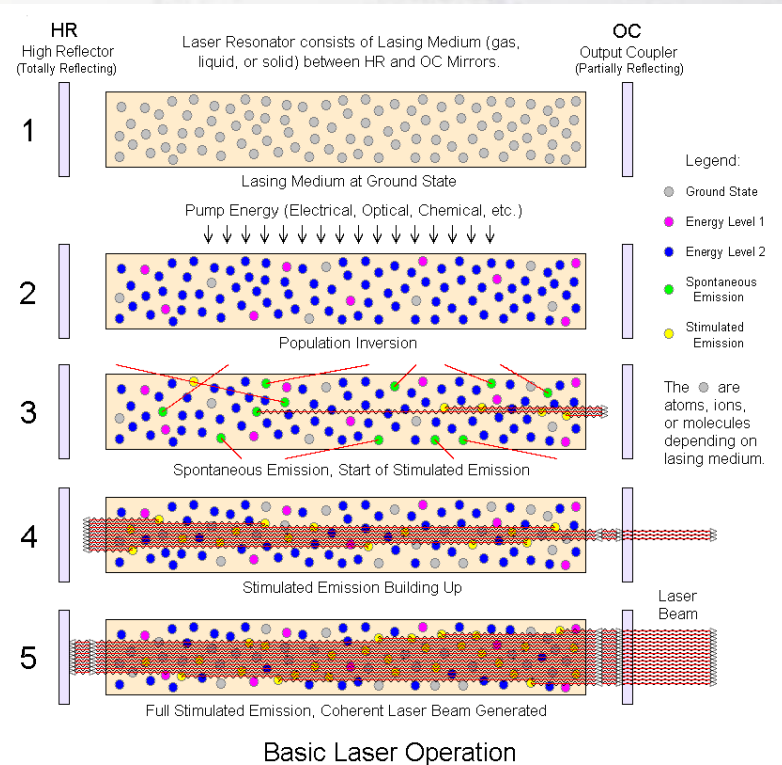 HR
High Reflector
(Totally Reflecting)
Laser Resonator consists of Lasing Medium (gas,
liquid, or solid) between HR and OC Mirrors.
OC
Output Coupler
(Partially Reflecting)
1
Lasing Medium at Ground State
Legend:
Ground State
Energy Level 1
Energy Level 2
Spontaneous
Emission
Stimulated
Emission
The are
atoms, ions,
or molecules
depending on
lasing medium.
Pump Energy (Electrical, Optical, Chemical, etc.)
2
Population Inversion
3
Spontaneous Emission, Start of Stimulated Emission
4
Stimulated Emission Building Up
Laser
Beam
5
Full Stimulated Emission, Coherent Laser Beam Generated
Basic Laser Operation